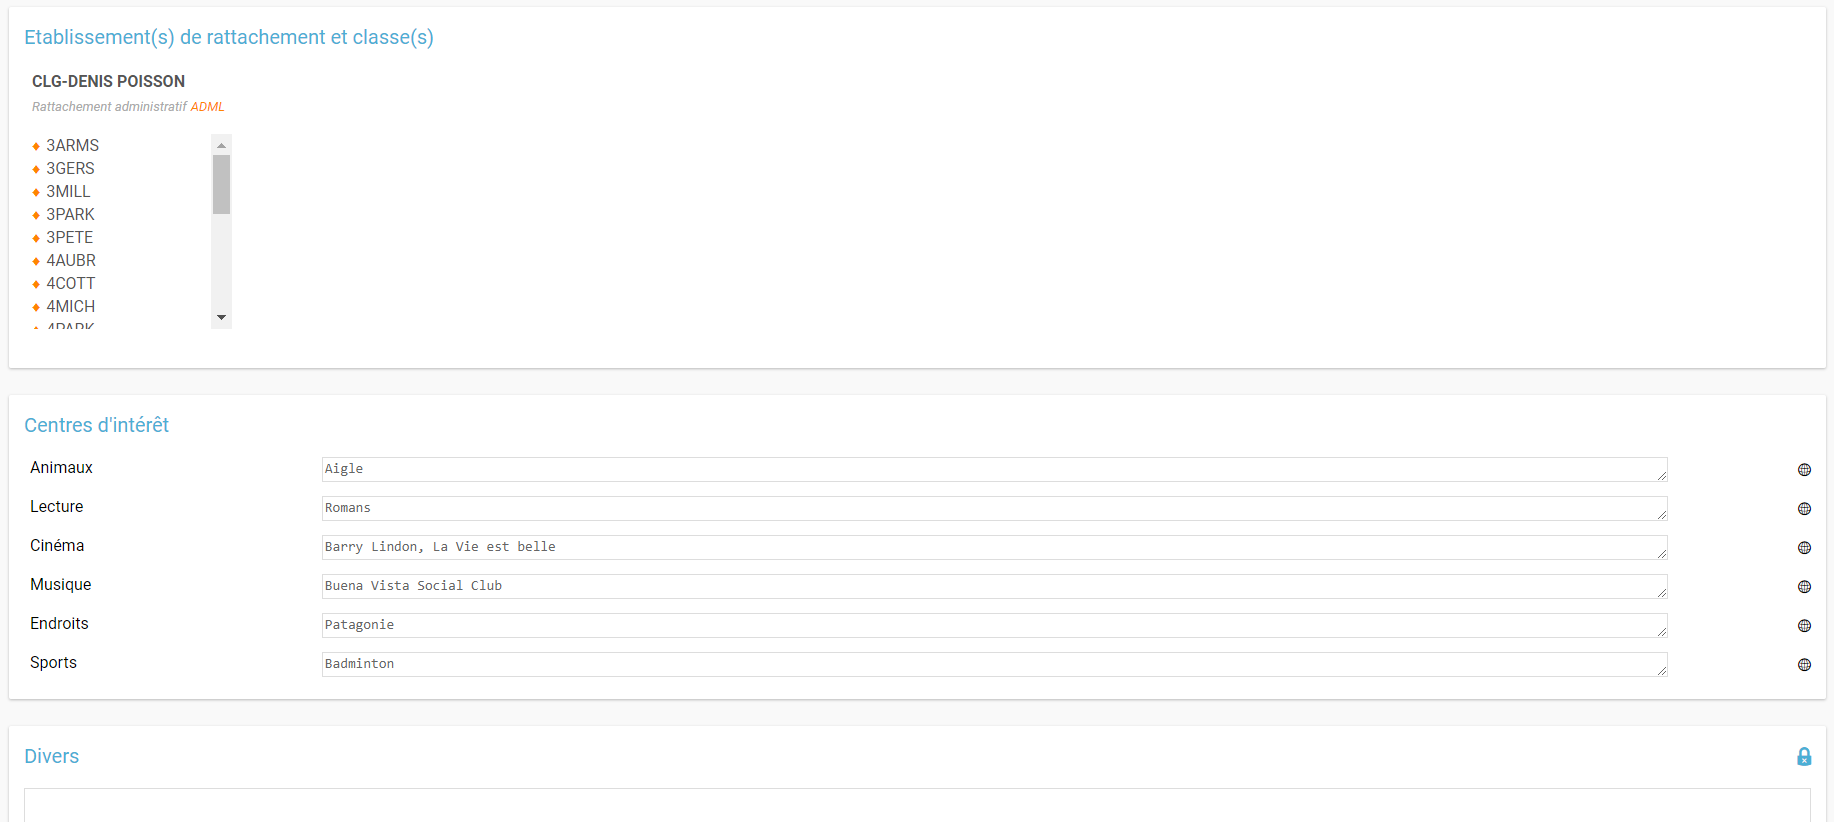 Etablissement(s) de rattachement et classe(s)
CLG-DENIS POISSON
Rattachement administratif ADML
3ARMS
3GERS
3MILL
3PARK
3PETE
4AUBR
4COTT
4MICH
4PARK
Centres d'intérêt
Animaux Aigle
Lecture Romans
Cinéma Barry Lindon, La Vie est belle
Musique Buena Vista Social Club
Endroits Patagonie
Sports Badminton
Divers